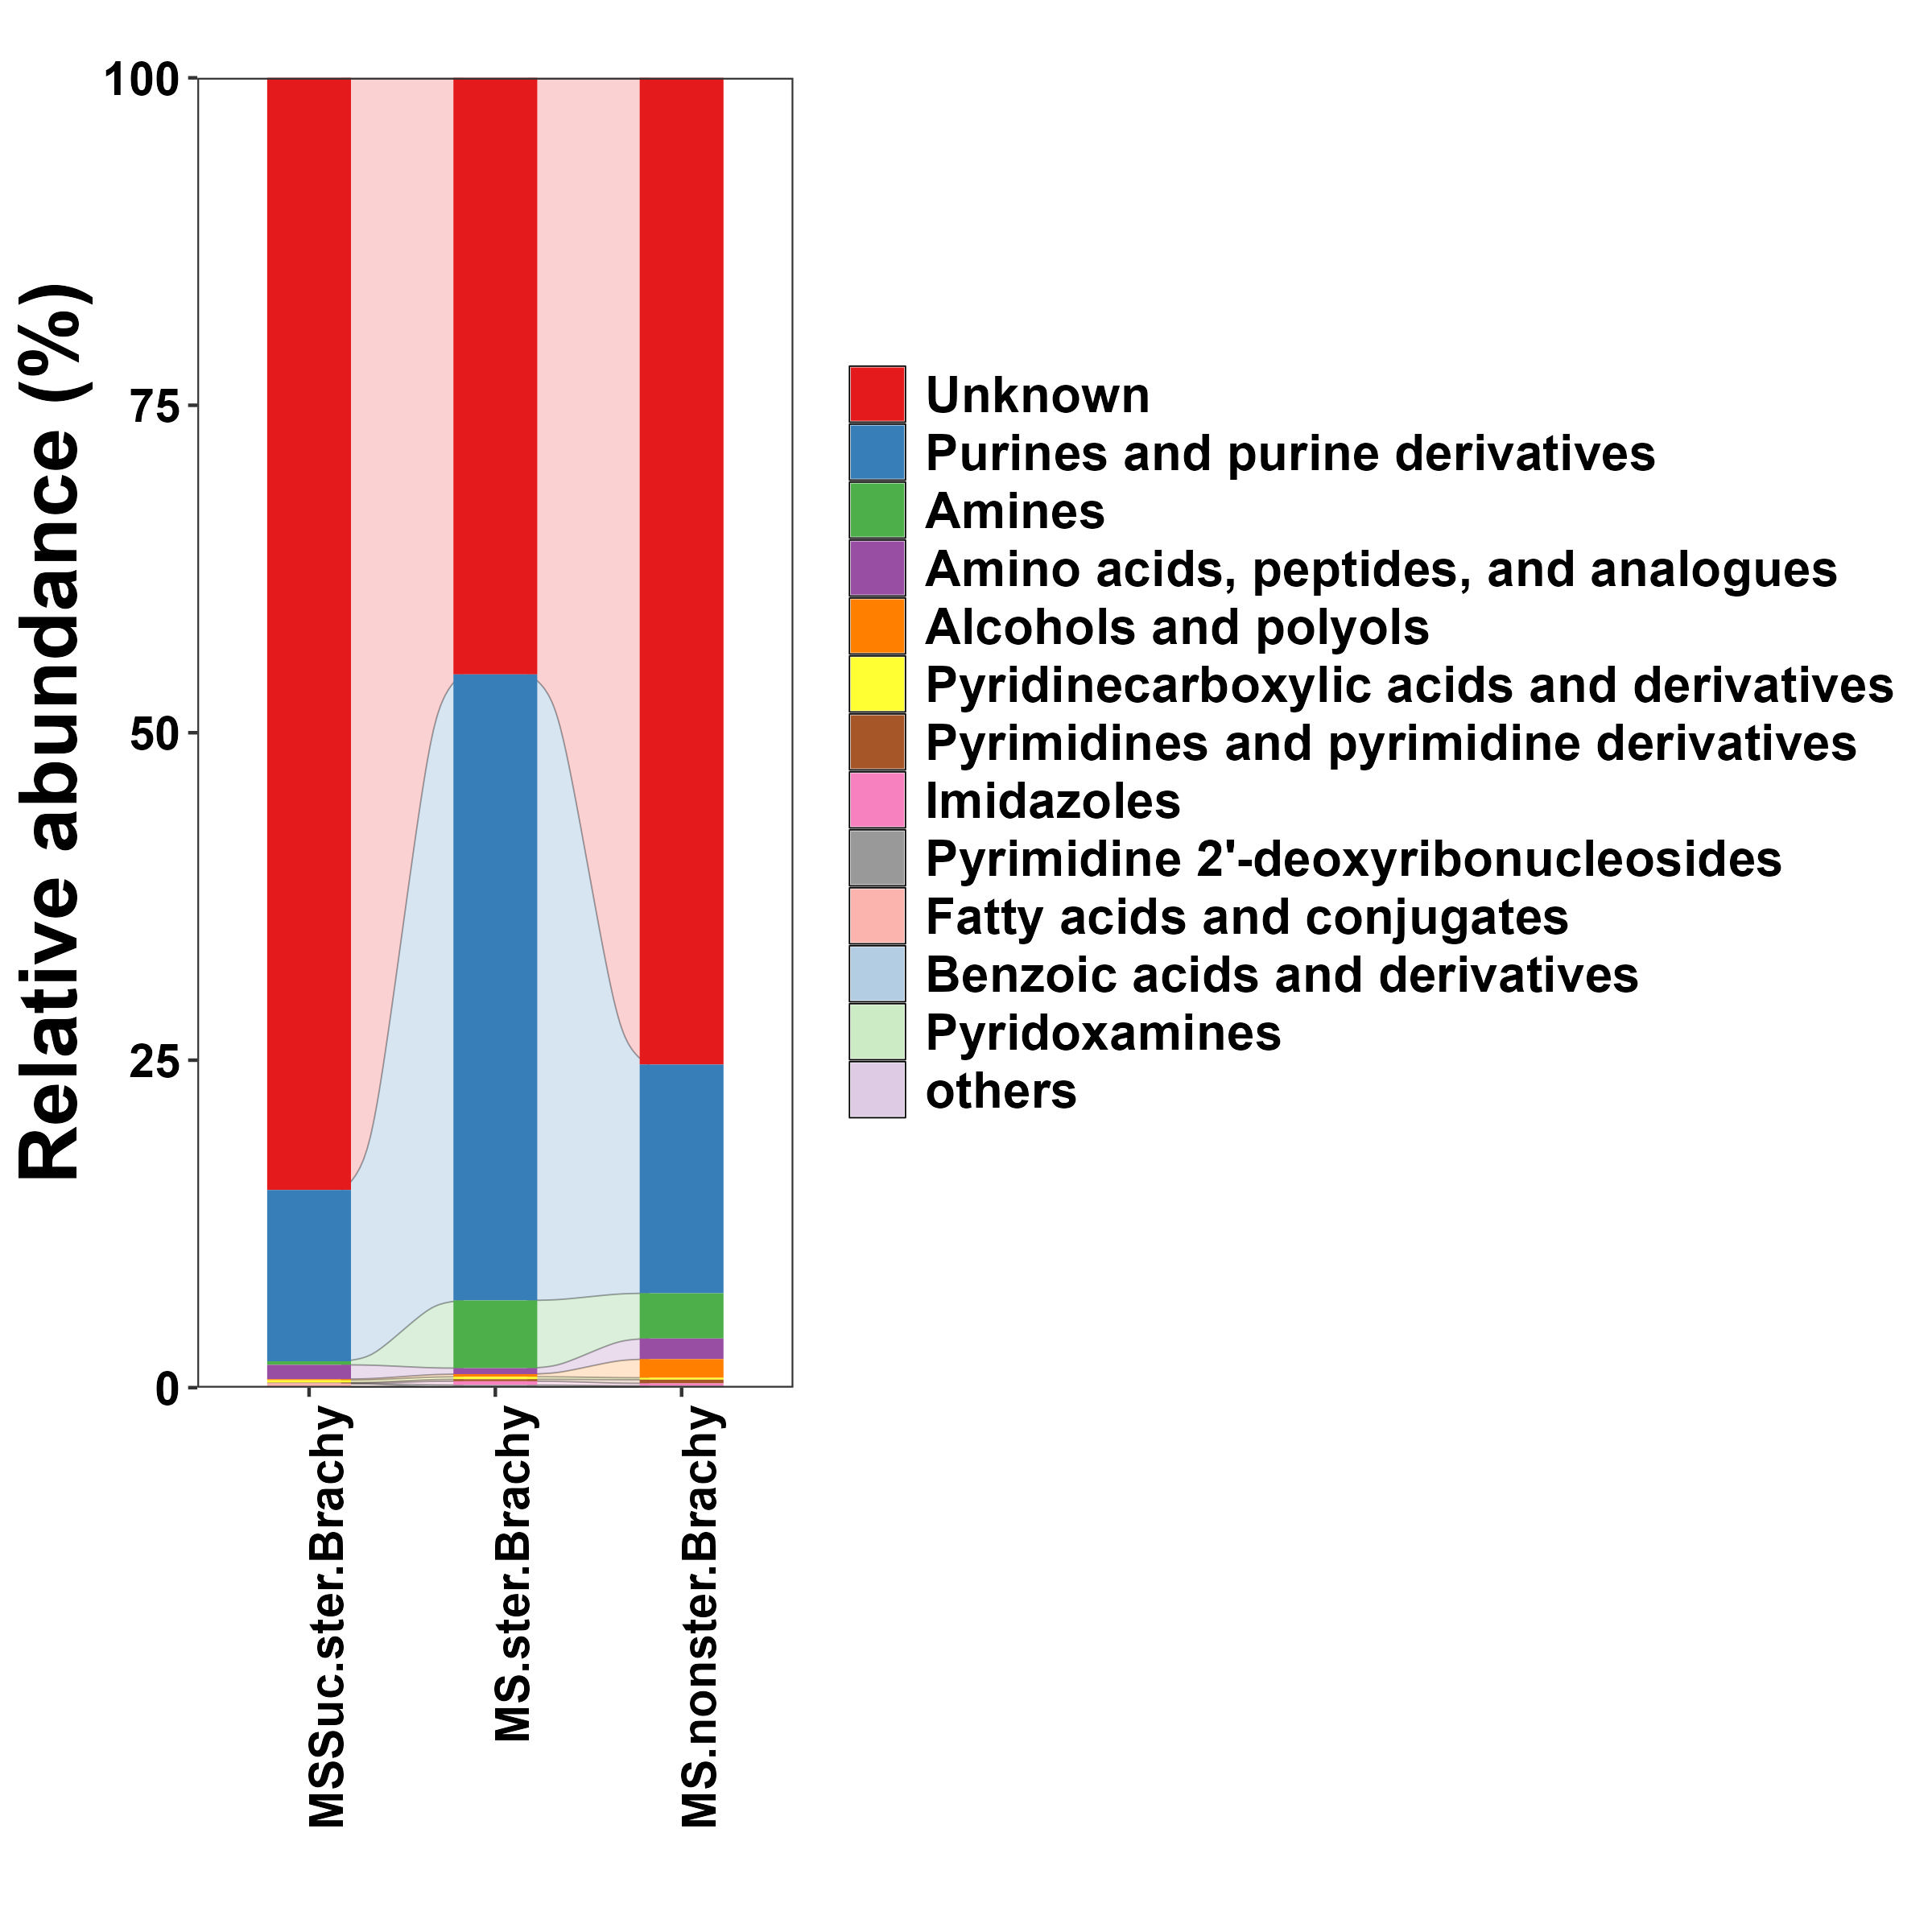 Relative abundance (%)
100
75
50
25
0
MSSuc.ster.Brachy
MS.ster.Brachy
MS.nonster.Brachy
Unknown
Purines and purine derivatives
Amines
Amino acids, peptides, and analogues
Alcohols and polyols
Pyridinecarboxylic acids and derivatives
Pyrimidines and pyrimidine derivatives
Imidazoles
Pyrimidine 2'-deoxyribonucleosides
Fatty acids and conjugates
Benzoic acids and derivatives
Pyridoxamines
others